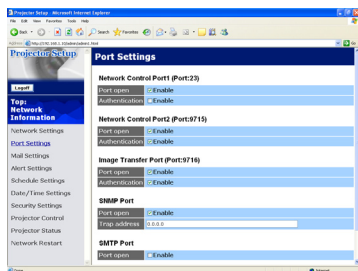 Projector Setup - Microsoft Internet Explorer
File Edit View Favorites Tools Help
Back Search Favorites
Projector Setup
Logoff
Top:
Network
Information
Network Settings
Port Settings
Mail Settings
Alert Settings
Schedule Settings
Date/Time Settings
Security Settings
Projector Control
Projector Status
Network Restart
Port Settings
Network Control Port1 (Port:23)
Port open Enable
Authentication Enable
Network Control Port2 (Port:9715)
Port open Enable
Authentication Enable
Image Transfer Port (Port:9716)
Port open Enable
Authentication Enable
SNMP Port
Port open Enable
Trap address 0.0.0.0
SMTP Port
Port open Enable
Internet